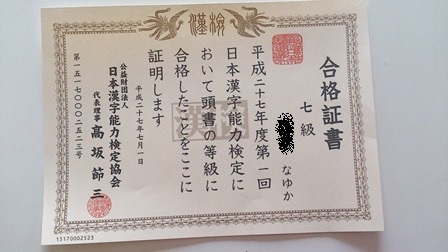 漢検
合格証書
七級
なゆか
平成二十七年度第一回
日本漢字能力検定に
おいて頭書の等級に
合格したことをここに
証明します
平成二十七年七月一日
公益財団法人
日本漢字能力検定協会
代表理事 高坂節三
第一五一七〇〇〇二五二三号
15170002523